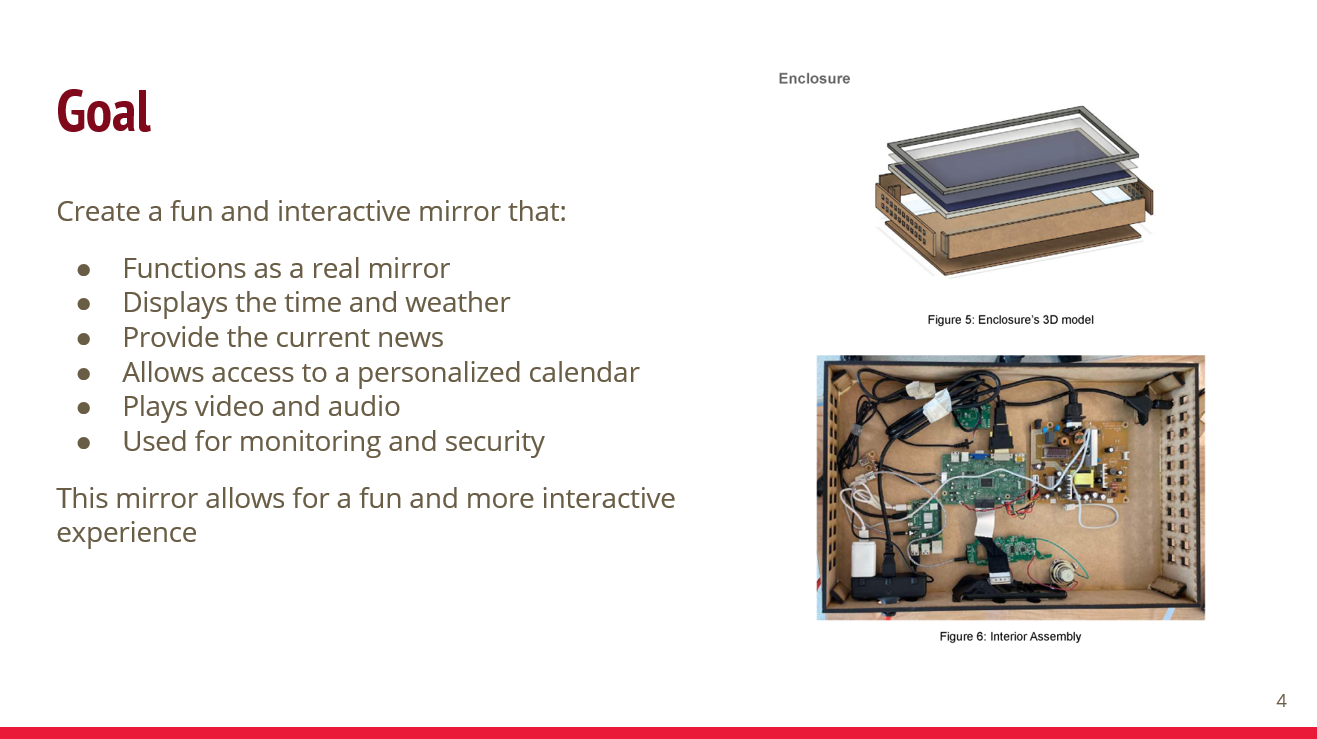 Goal
Create a fun and interactive mirror that:
● Functions as a real mirror
● Displays the time and weather
● Provide the current news
● Allows access to a personalized calendar
● Plays video and audio
● Used for monitoring and security
This mirror allows for a fun and more interactive
experience
Enclosure
Figure 5: Enclosure's 3D model
Figure 6: Interior Assembly
4